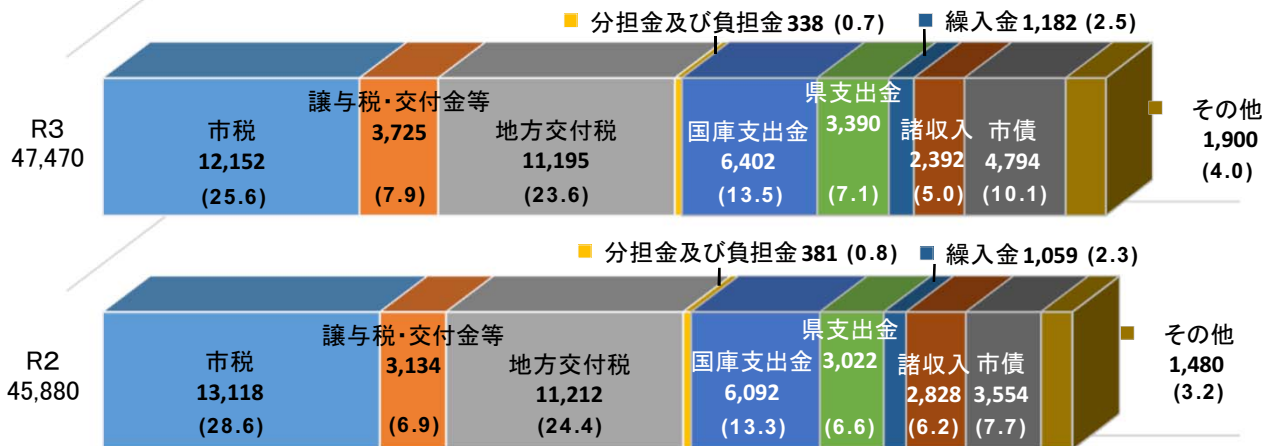 分担金及び負担金 338 (0.7) 繰入金 1,182 (2.5)
R3
47,470
市税
12,152
(25.6)
譲与税・交付金等
3,725
(7.9)
地方交付税
11,195
(23.6)
国庫支出金
6,402
(13.5)
県支出金
3,390
(7.1)
諸収入
2,392
(5.0)
市債
4,794
(10.1)
その他
1,900
(4.0)
分担金及び負担金 381 (0.8) 繰入金 1,059 (2.3)
R2
45,880
市税
13,118
(28.6)
譲与税・交付金等
3,134
(6.9)
地方交付税
11,212
(24.4)
国庫支出金
6,092
(13.3)
県支出金
3,022
(6.6)
諸収入
2,828
(6.2)
市債
3,554
(7.7)
その他
1,480
(3.2)